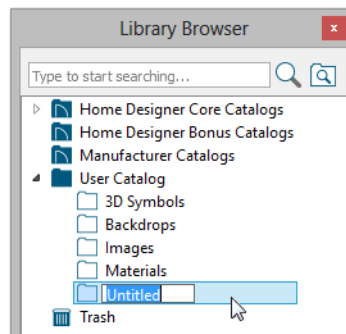 Library Browser
x
Type to start searching...
Home Designer Core Catalogs
Home Designer Bonus Catalogs
Manufacturer Catalogs
User Catalog
3D Symbols
Backdrops
Images
Materials
Untitled
Trash